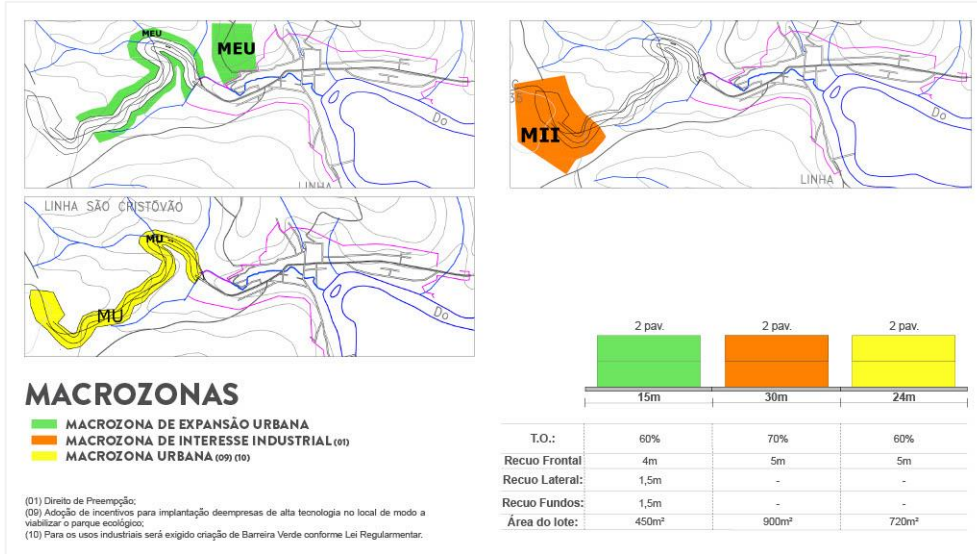 MEU
MEU
Do
LINHA
MII
Do
LINHA
LINHA SÃO CRISTÓVÃO
MU
MU
Do
MACROZONAS
MACROZONA DE EXPANSÃO URBANA
MACROZONA DE INTERESSE INDUSTRIAL (01)
MACROZONA URBANA (09) (10)
(01) Direito de Preempção;
(09) Adoção de incentivos para implantação deempresas de alta tecnologia no local de modo a
viabilizar o parque ecológico;
(10) Para os usos industriais será exigido criação de Barreira Verde conforme Lei Regularmentar.
2 pav. 2 pav. 2 pav.
15m 30m 24m
T.O.: 60% 70% 60%
Recuo Frontal 4m 5m 5m
Recuo Lateral: 1,5m - -
Recuo Fundos: 1,5m - -
Área do lote: 450m² 900m² 720m²